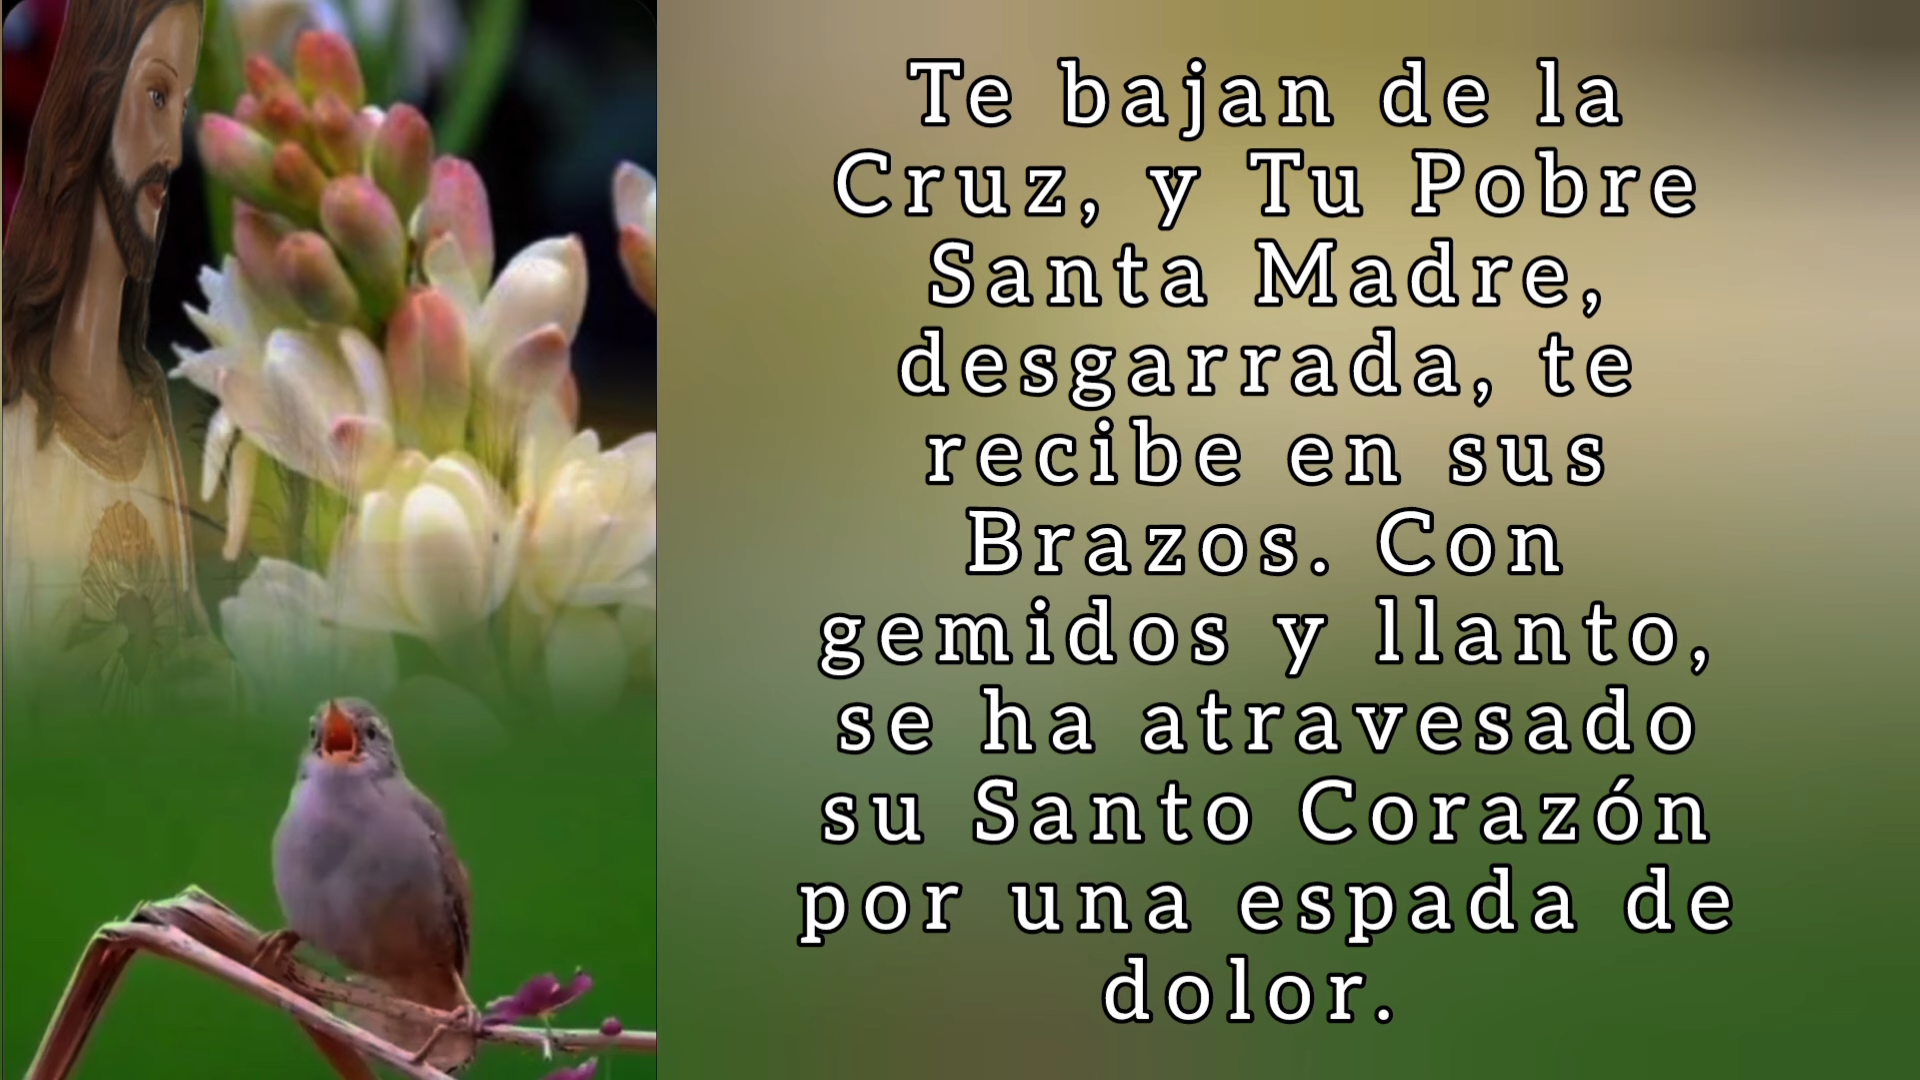 Te bajan de la
Cruz, y Tu Pobre
Santa Madre,
desgarrada, te
recibe en sus
Brazos. Con
gemidos y llanto,
se ha atravesado
su Santo Corazón
por una espada de
dolor.